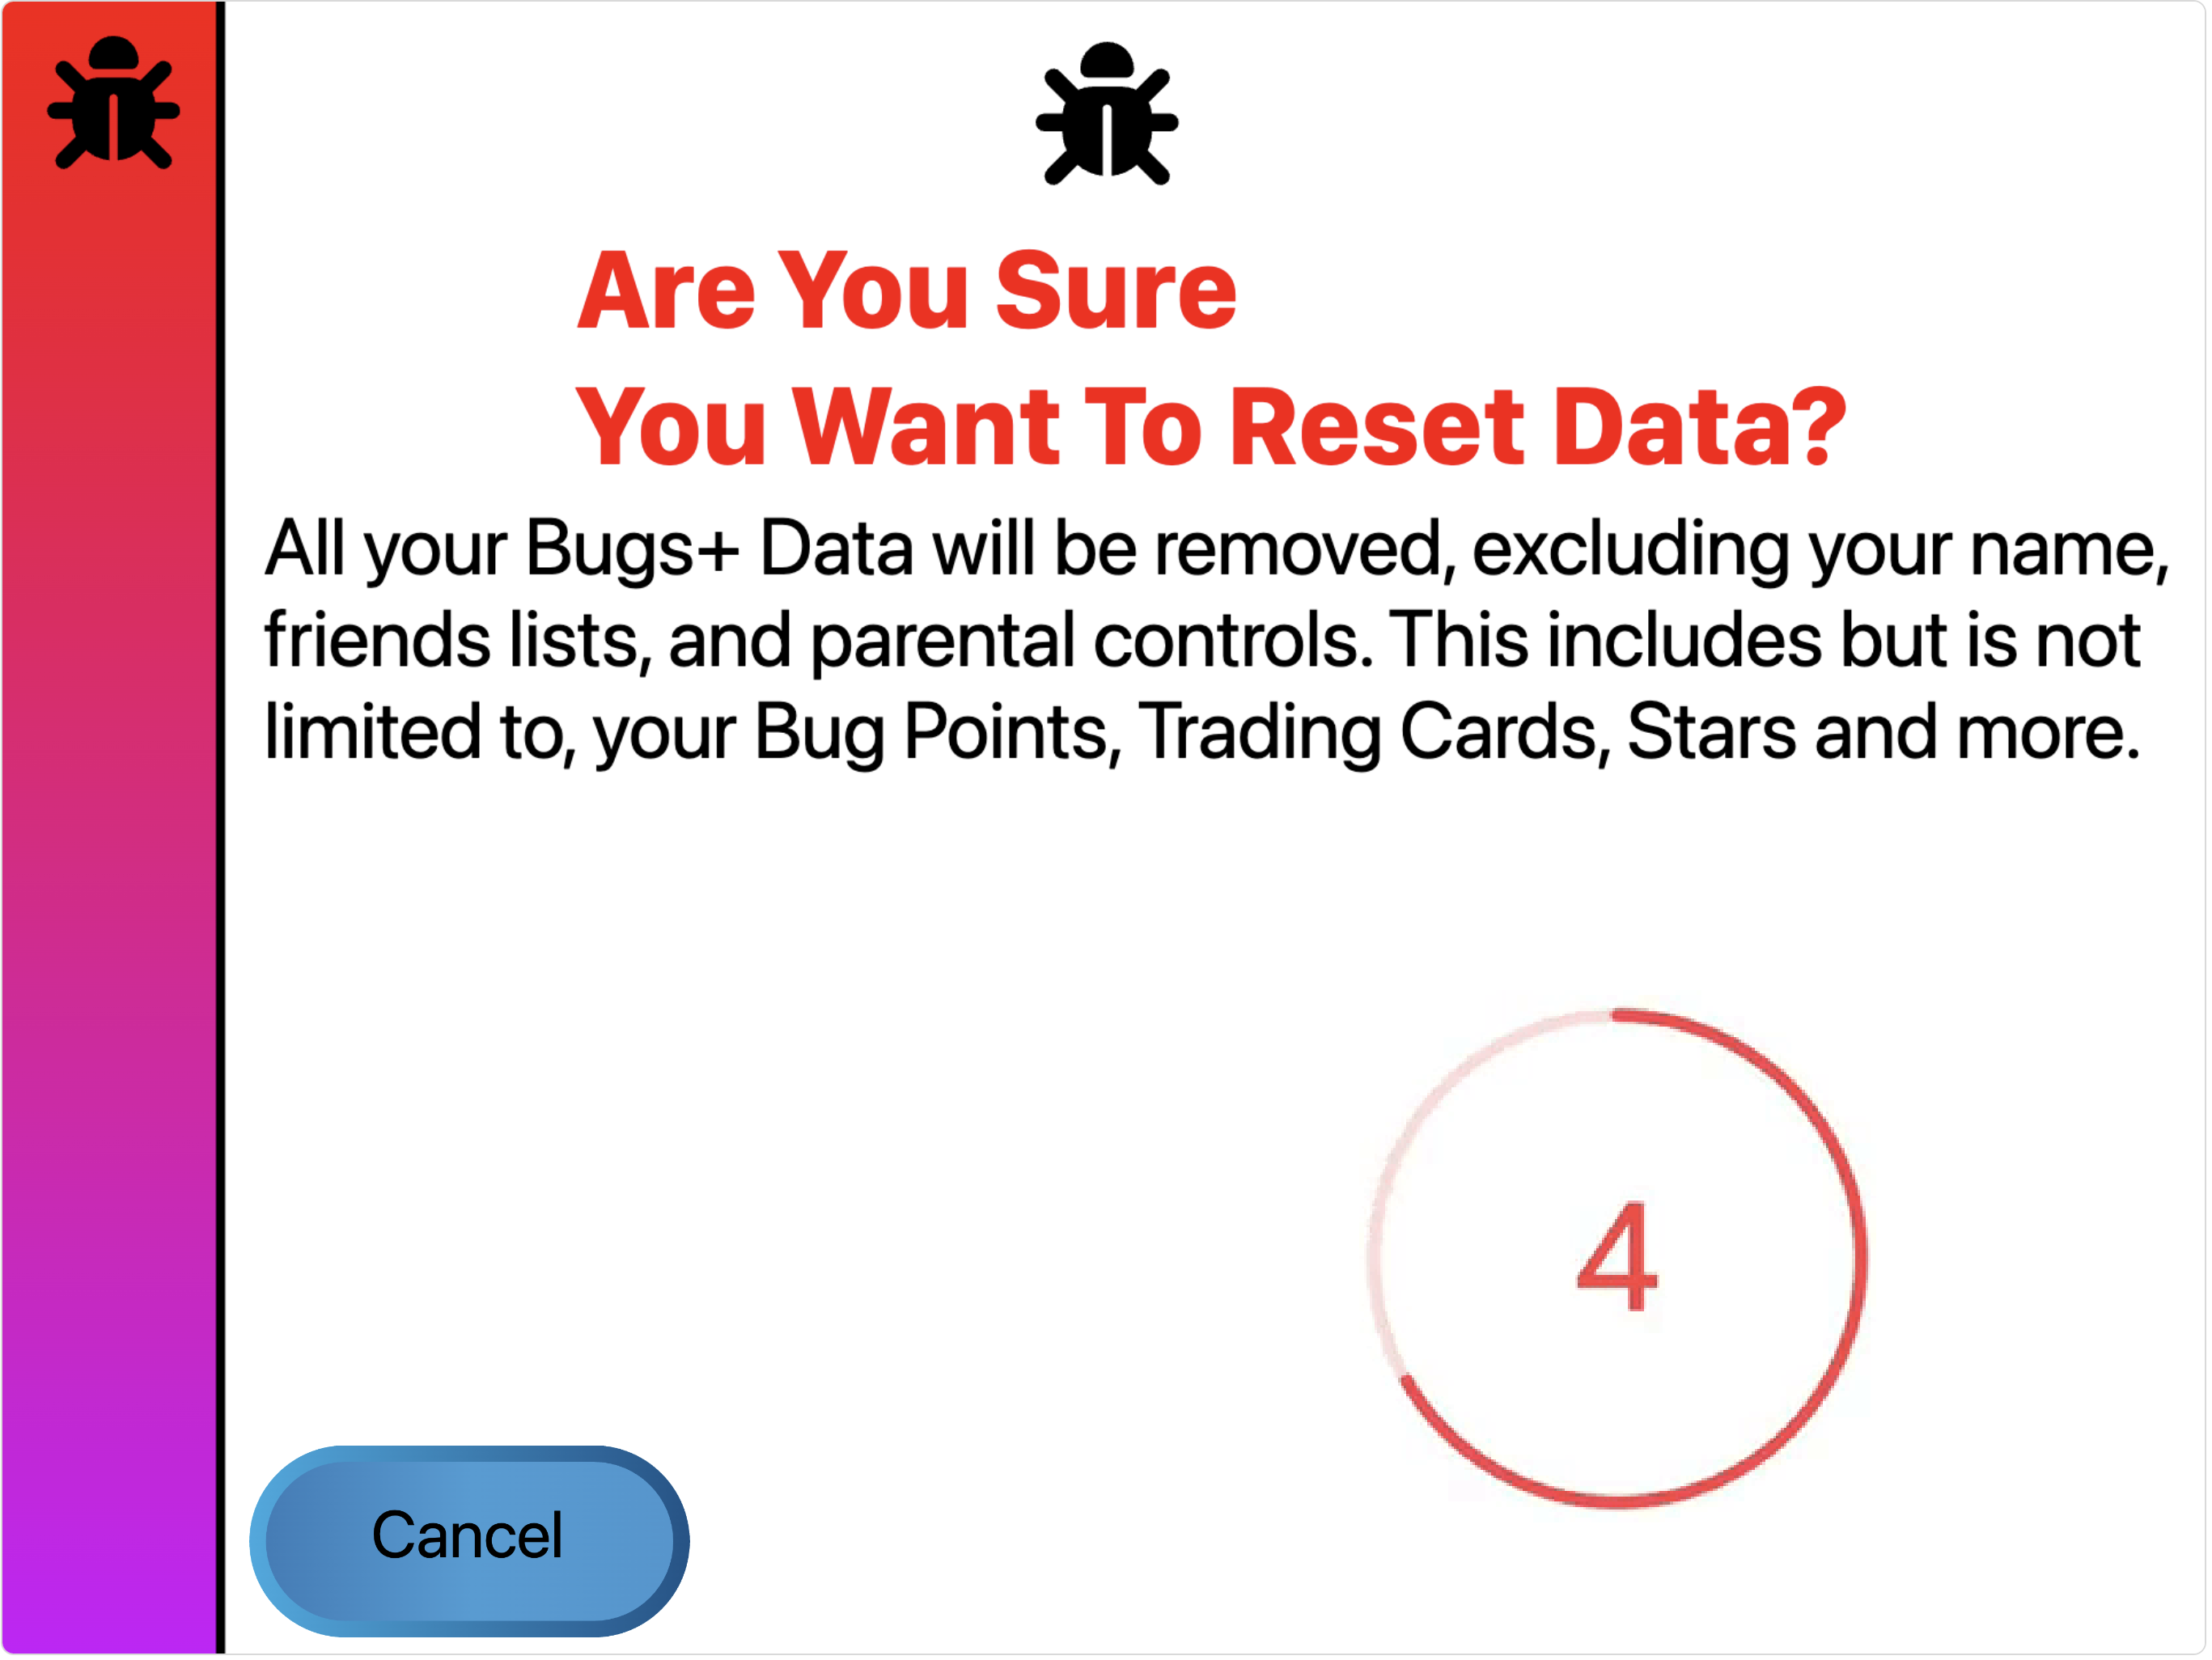 Are You Sure
You Want To Reset Data?
All your Bugs+ Data will be removed, excluding your name,
friends lists, and parental controls. This includes but is not
limited to, your Bug Points, Trading Cards, Stars and more.
4
Cancel